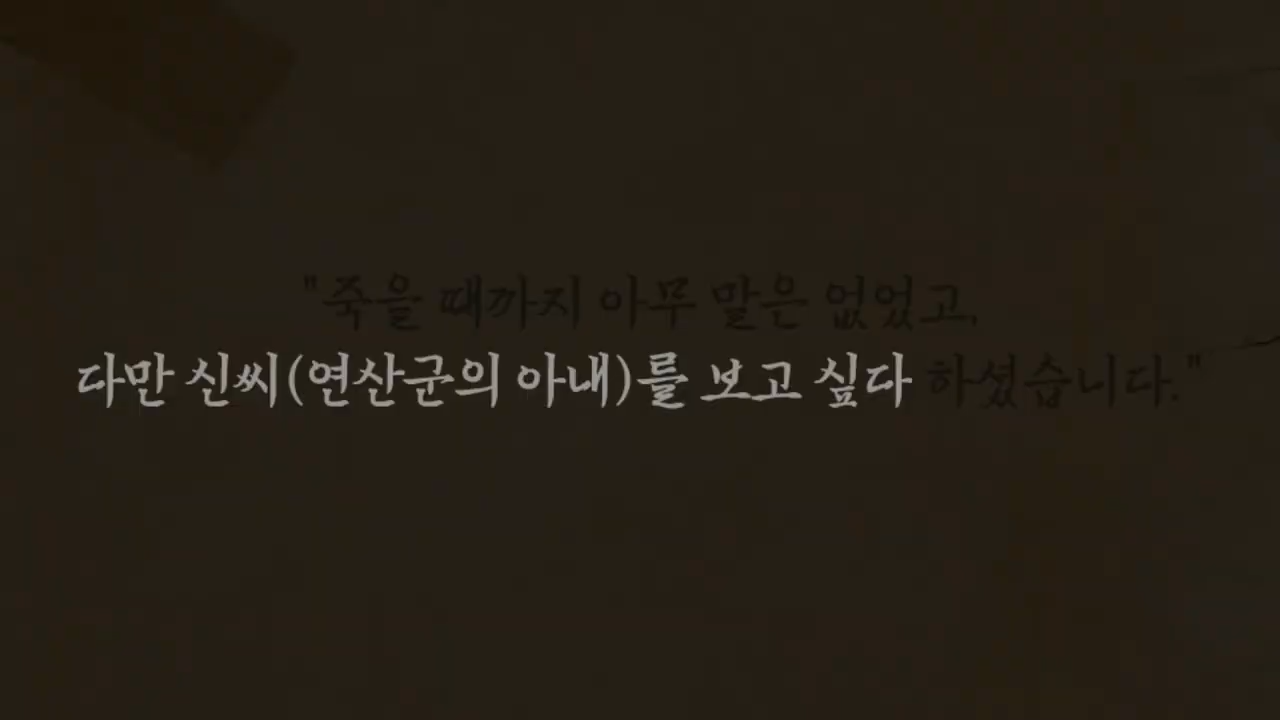 "죽을 때까지 아무 말은 없었고,
다만 신씨(연산군의 아내)를 보고 싶다 하셨습니다."